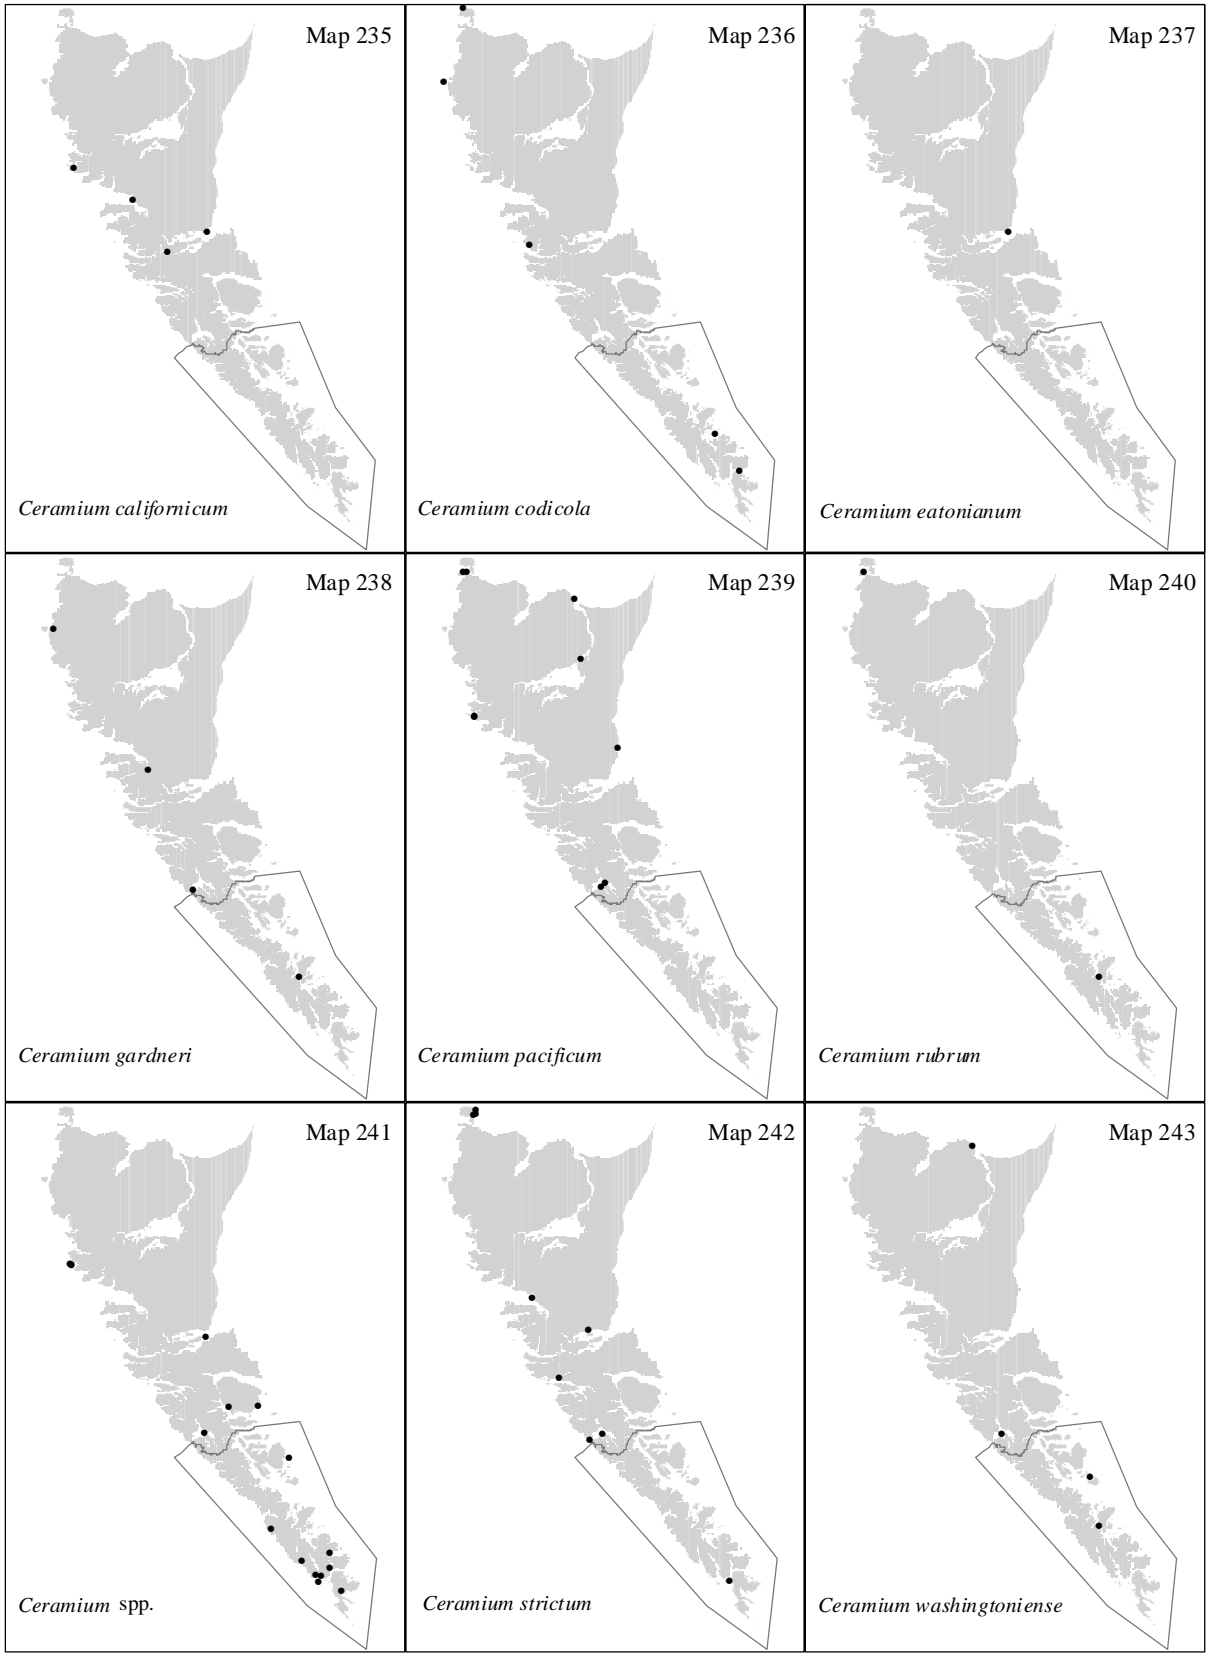 Map 235
Ceramium californicum
Map 236
Ceramium codicola
Map 237
Ceramium eatonianum
Map 238
Ceramium gardneri
Map 239
Ceramium pacificum
Map 240
Ceramium rubrum
Map 241
Ceramium spp.
Map 242
Ceramium strictum
Map 243
Ceramium washingtoniense